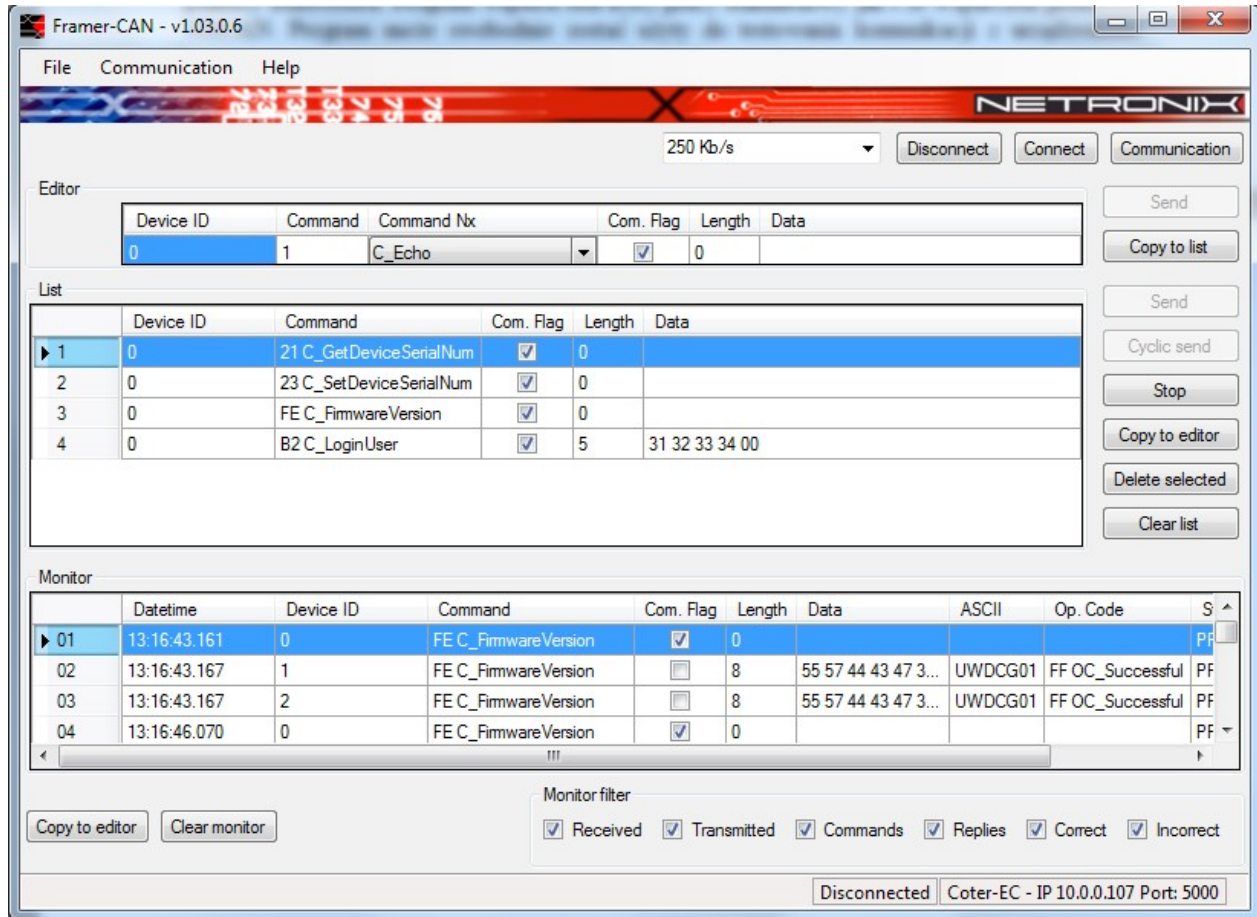 Framer-CAN - v1.03.0.6
File Communication Help
72 73 T32 T33 74 75 76 NETRONIX
250 Kb/s Disconnect Connect Communication
Editor
Send
Device ID Command Command Nx Com. Flag Length Data
0 1 C_Echo 0
Copy to list
List
Send
Device ID Command Com. Flag Length Data
1 0 21 C_GetDeviceSerialNum 0
Cyclic send
2 0 23 C_SetDeviceSerialNum 0
Stop
3 0 FE C_FirmwareVersion 0
4 0 B2 C_LoginUser 5 31 32 33 34 00
Copy to editor
Delete selected
Clear list
Monitor
Datetime Device ID Command Com. Flag Length Data ASCII Op. Code
01 13:16:43.161 0 FE C_FirmwareVersion 0
02 13:16:43.167 1 FE C_FirmwareVersion 8 55 57 44 43 47 3... UWDCG01 FF OC_Successful
03 13:16:43.167 2 FE C_FirmwareVersion 8 55 57 44 43 47 3... UWDCG01 FF OC_Successful
04 13:16:46.070 0 FE C_FirmwareVersion 0
Monitor filter
Copy to editor Clear monitor Received Transmitted Commands Replies Correct Incorrect
Disconnected Coter-EC - IP 10.0.0.107 Port: 5000